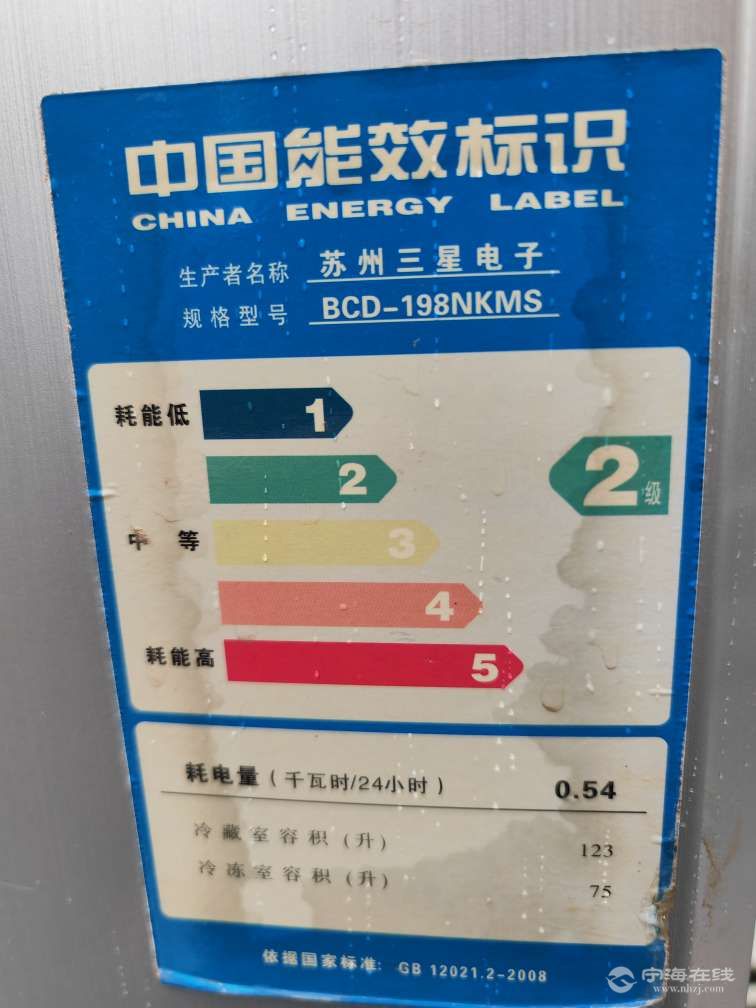 中国能效标识
CHINA ENERGY LABEL
生产者名称 苏州三星电子
规格型号 BCD-198NKMS
耗能低 1
2 2级
中等 3
4
耗能高 5
耗电量（千瓦时/24小时） 0.54
冷藏室容积（升） 123
冷冻室容积（升） 75
依据国家标准: GB 12021.2-2008
宁海在线
www.nhzj.com